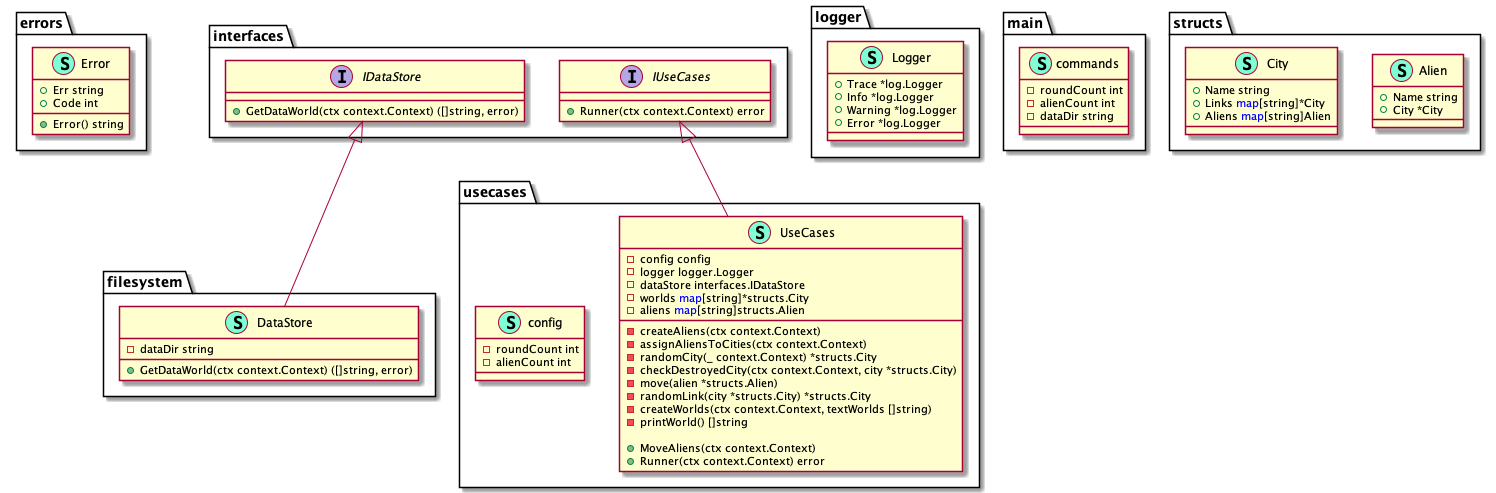 errors
S Error
Err string
Code int
Error() string
interfaces
I IDataStore
GetDataWorld(ctx context.Context) ([]string, error)
I IUseCases
Runner(ctx context.Context) error
logger
S Logger
Trace *log.Logger
Info *log.Logger
Warning *log.Logger
Error *log.Logger
main
S commands
roundCount int
alienCount int
dataDir string
structs
S City
Name string
Links map[string]*City
Aliens map[string]Alien
S Alien
Name string
City *City
filesystem
S DataStore
dataDir string
GetDataWorld(ctx context.Context) ([]string, error)
usecases
S config
roundCount int
alienCount int
S UseCases
config config
logger logger.Logger
dataStore interfaces.IDataStore
worlds map[string]*structs.City
aliens map[string]structs.Alien
createAliens(ctx context.Context)
assignAliensToCities(ctx context.Context)
randomCity(_ context.Context) *structs.City
checkDestroyedCity(ctx context.Context, city *structs.City)
move(alien *structs.Alien)
randomLink(city *structs.City) *structs.City
createWorlds(ctx context.Context, textWorlds []string)
printWorld() []string
MoveAliens(ctx context.Context)
Runner(ctx context.Context) error